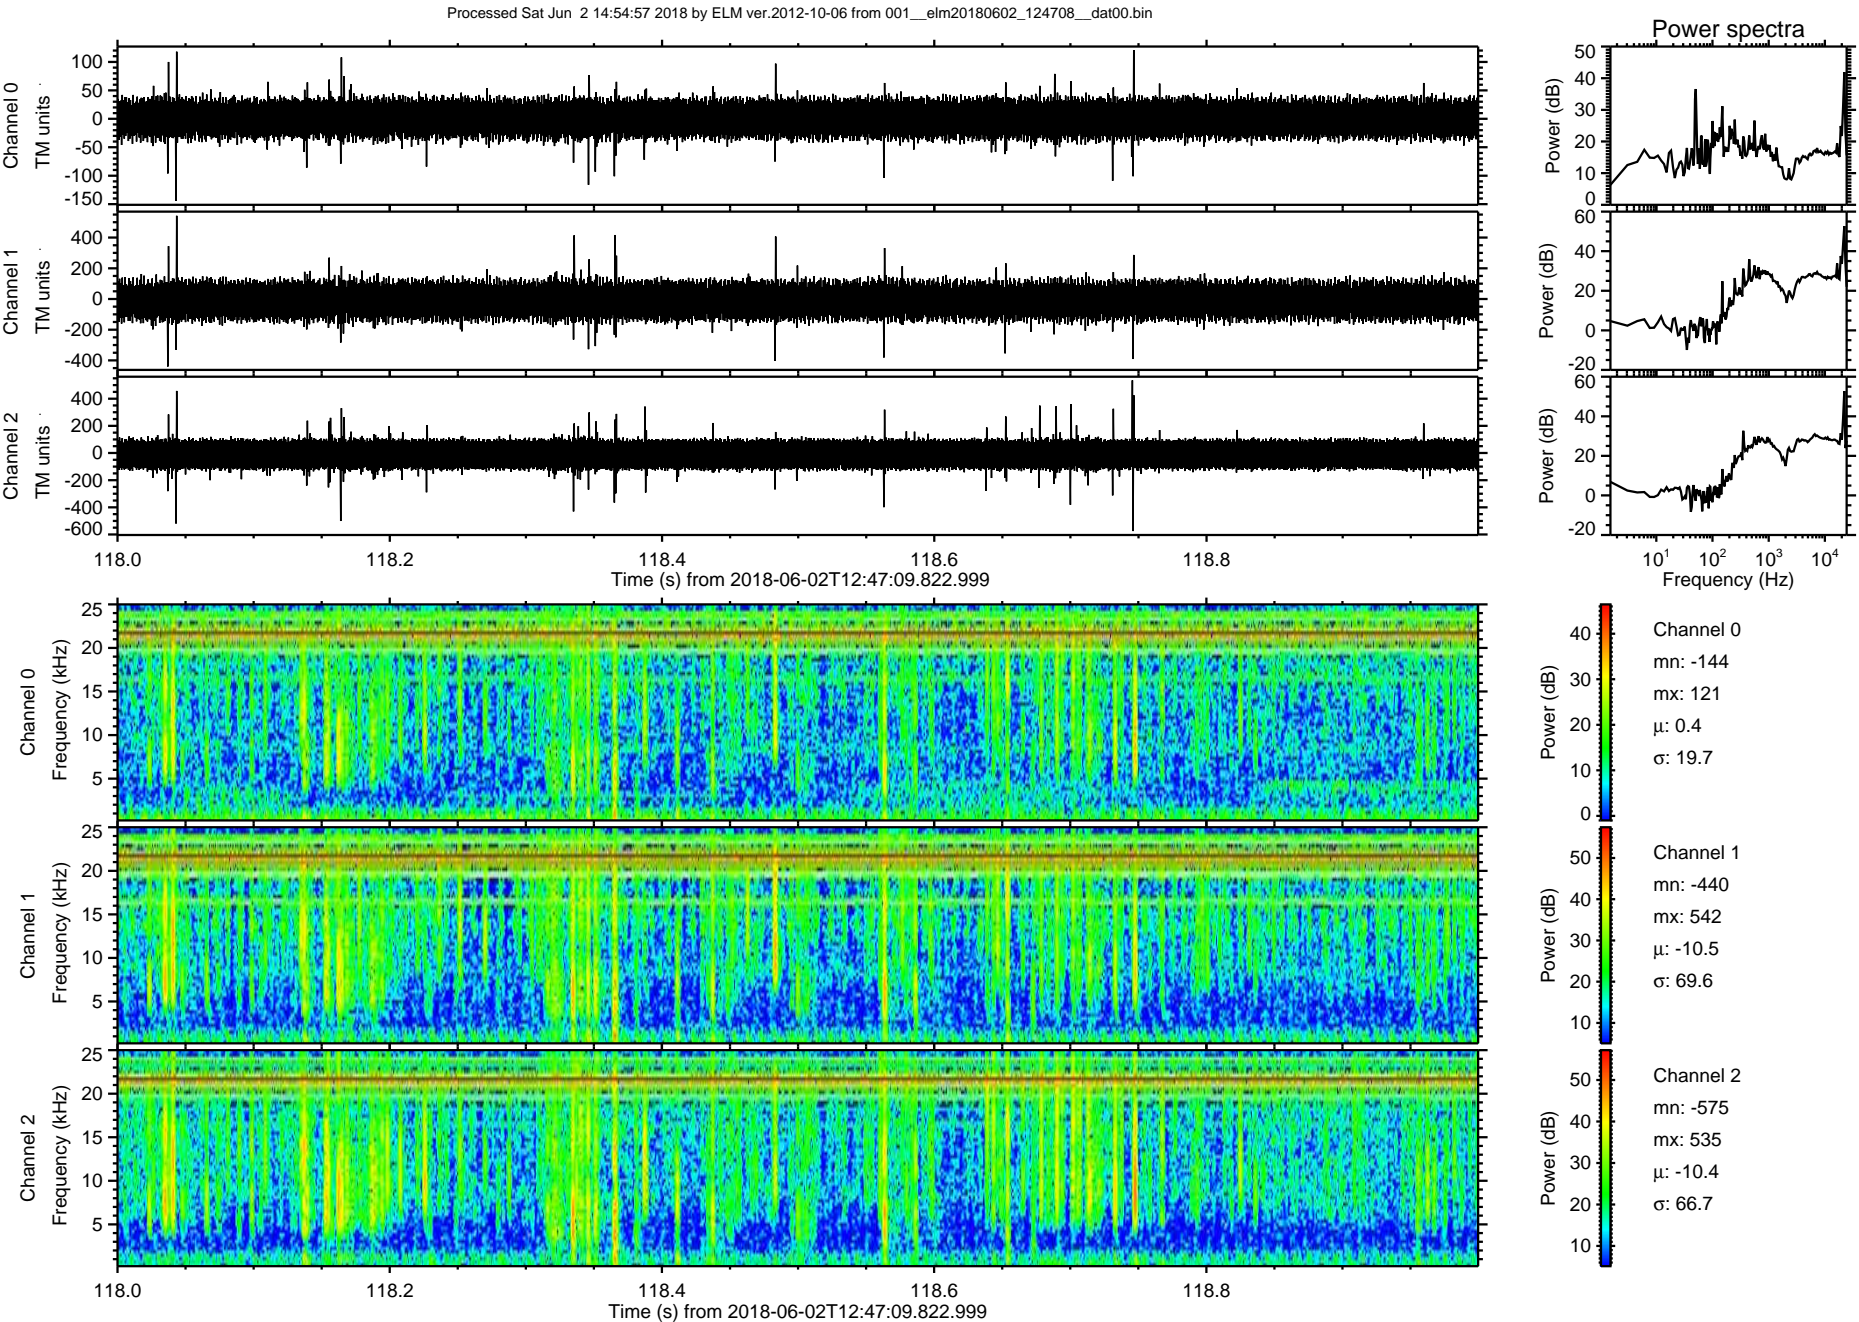 Processed Sat Jun  2 14:54:57 2018 by ELM ver.2012-10-06 from 001__elm20180602_124708__dat00.bin
Power spectra
Channel 0
TM units
100
50
0
-50
-100
-150
Power (dB)
50
40
30
20
10
0
Channel 1
TM units
400
200
0
-200
-400
Power (dB)
60
40
20
0
-20
Channel 2
TM units
400
200
0
-200
-400
-600
Power (dB)
60
40
20
0
-20
118.0 118.2 118.4 118.6 118.8
Time (s) from 2018-06-02T12:47:09.822.999
10¹ 10² 10³ 10⁴
Frequency (Hz)
Channel 0
Frequency (kHz)
25
20
15
10
5
Power (dB)
40
30
20
10
0
Channel 0
mn: -144
mx: 121
μ: 0.4
σ: 19.7
Channel 1
Frequency (kHz)
25
20
15
10
5
Power (dB)
50
40
30
20
10
Channel 1
mn: -440
mx: 542
μ: -10.5
σ: 69.6
Channel 2
Frequency (kHz)
25
20
15
10
5
Power (dB)
50
40
30
20
10
Channel 2
mn: -575
mx: 535
μ: -10.4
σ: 66.7
118.0 118.2 118.4 118.6 118.8
Time (s) from 2018-06-02T12:47:09.822.999